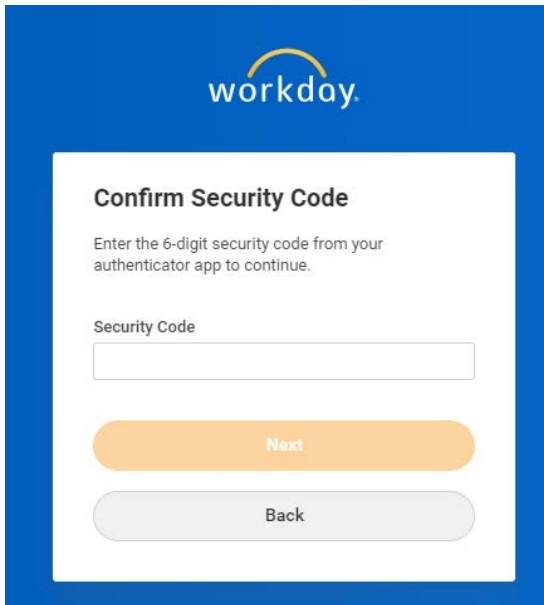 workday.
Confirm Security Code
Enter the 6-digit security code from your
authenticator app to continue.
Security Code
Next
Back